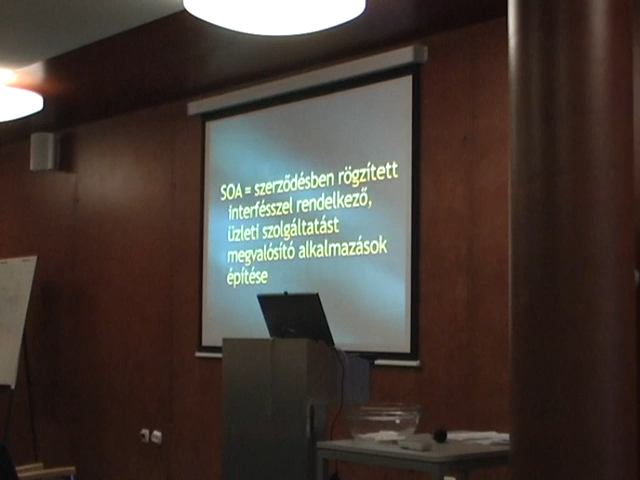 SOA = szerződésben rögzített
interfésszel rendelkező,
üzleti szolgáltatást
megvalósító alkalmazások
építése